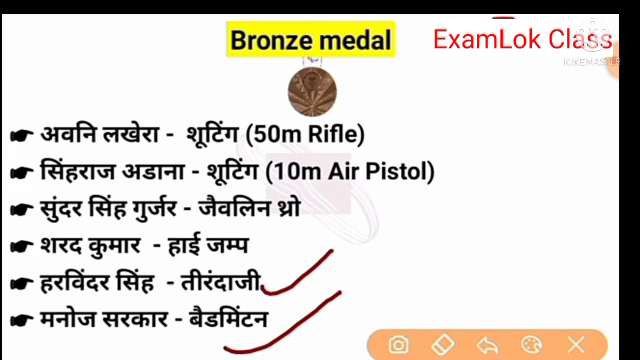 Bronze medal
ExamLok Class
KINEMASTER
☛ अवनि लखेरा - शूटिंग (50m Rifle)
☛ सिंहराज अडाना - शूटिंग (10m Air Pistol)
☛ सुंदर सिंह गुर्जर - जैवलिन थ्रो
☛ शरद कुमार - हाई जम्प
☛ हरविंदर सिंह - तीरंदाजी
☛ मनोज सरकार - बैडमिंटन